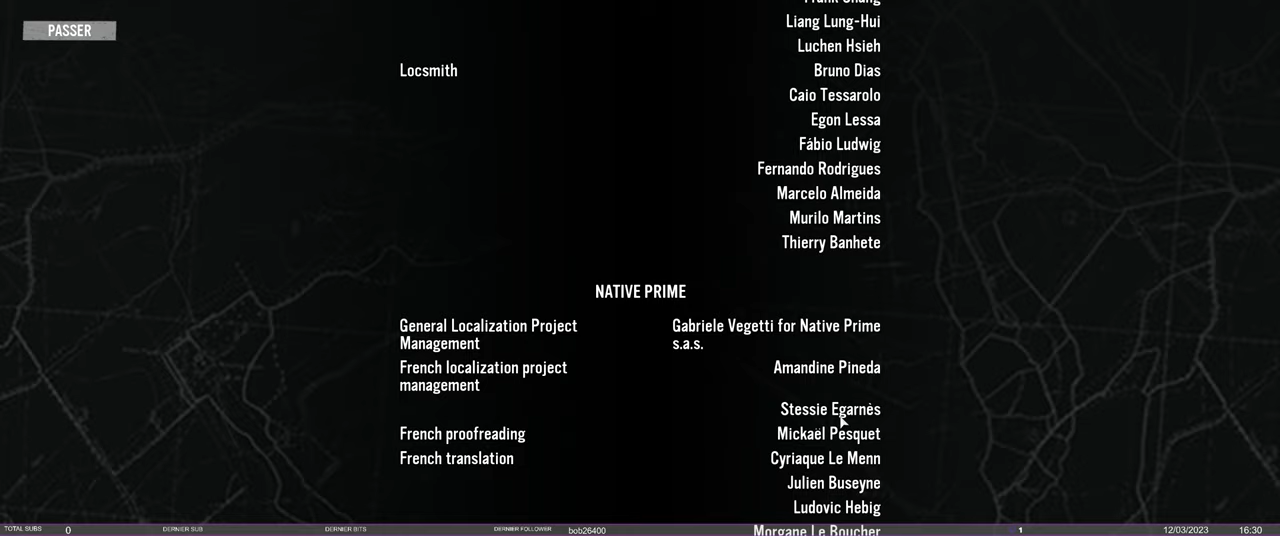 PASSER
Liang Lung-Hui
Luchen Hsieh
Locsmith Bruno Dias
Caio Tessarolo
Egon Lessa
Fábio Ludwig
Fernando Rodrigues
Marcelo Almeida
Murilo Martins
Thierry Banhete
NATIVE PRIME
General Localization Project Gabriele Vegetti for Native Prime
Management s.a.s.
French localization project Amandine Pineda
management
Stessie Egarnès
French proofreading Mickaël Pesquet
French translation Cyriaque Le Menn
Julien Buseyne
Ludovic Hebig
Morgane Le Boucher
TOTAL SUBS 0 DERNIER SUB DERNIER BITS DERNIER FOLLOWER bob26400 1 12/03/2023 16:30